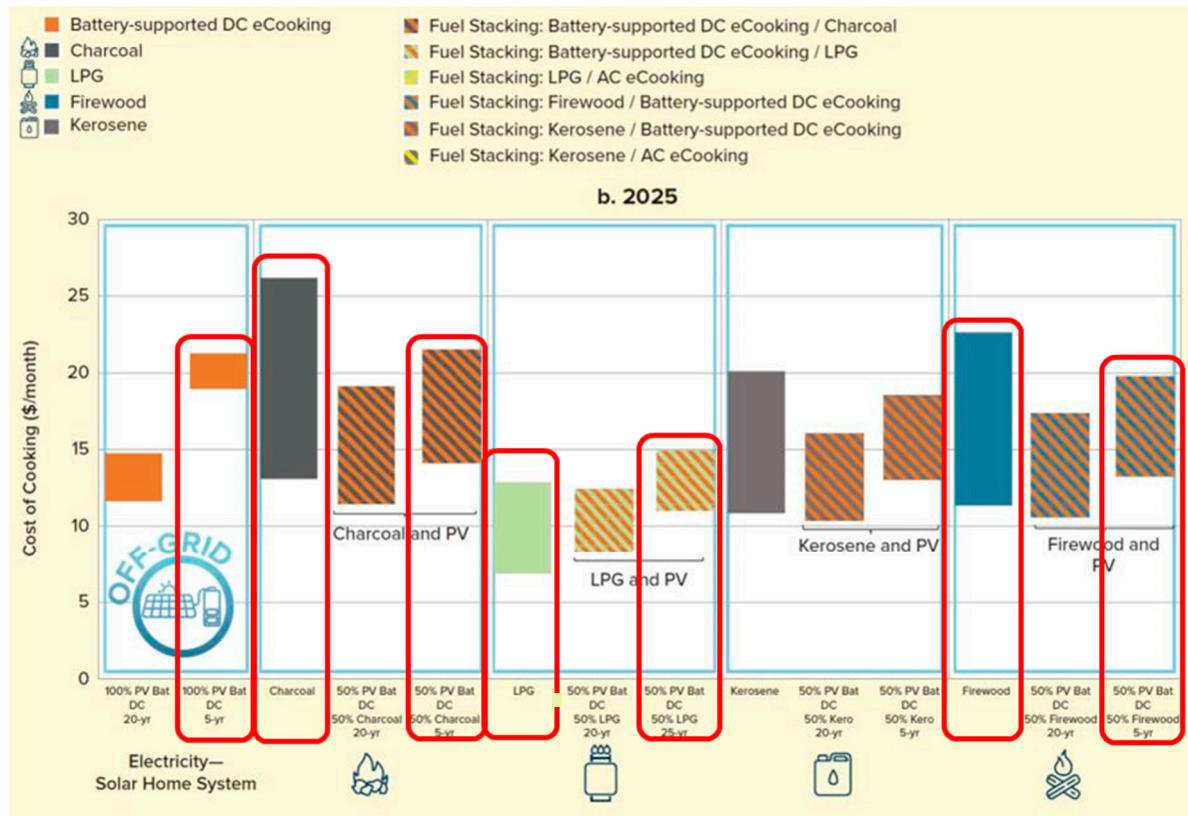 Battery-supported DC eCooking
Charcoal
LPG
Firewood
Kerosene
Fuel Stacking: Battery-supported DC eCooking / Charcoal
Fuel Stacking: Battery-supported DC eCooking / LPG
Fuel Stacking: LPG / AC eCooking
Fuel Stacking: Firewood / Battery-supported DC eCooking
Fuel Stacking: Kerosene / Battery-supported DC eCooking
Fuel Stacking: Kerosene / AC eCooking
b. 2025
Cost of Cooking ($/month)
30
25
20
15
10
5
0
OFF-GRID
Charcoal and PV
LPG and PV
Kerosene and PV
Firewood and
PV
100% PV Bat
DC
20-yr
100% PV Bat
DC
5-yr
Charcoal
50% PV Bat
DC
50% Charcoal
20-yr
50% PV Bat
DC
50% Charcoal
5-yr
LPG
50% PV Bat
DC
50% LPG
20-yr
50% PV Bat
DC
50% LPG
25-yr
Kerosene
50% PV Bat
DC
50% Kero
20-yr
50% PV Bat
DC
50% Kero
5-yr
Firewood
50% PV Bat
DC
50% Firewood
20-yr
50% PV Bat
DC
50% Firewood
5-yr
Electricity—
Solar Home System